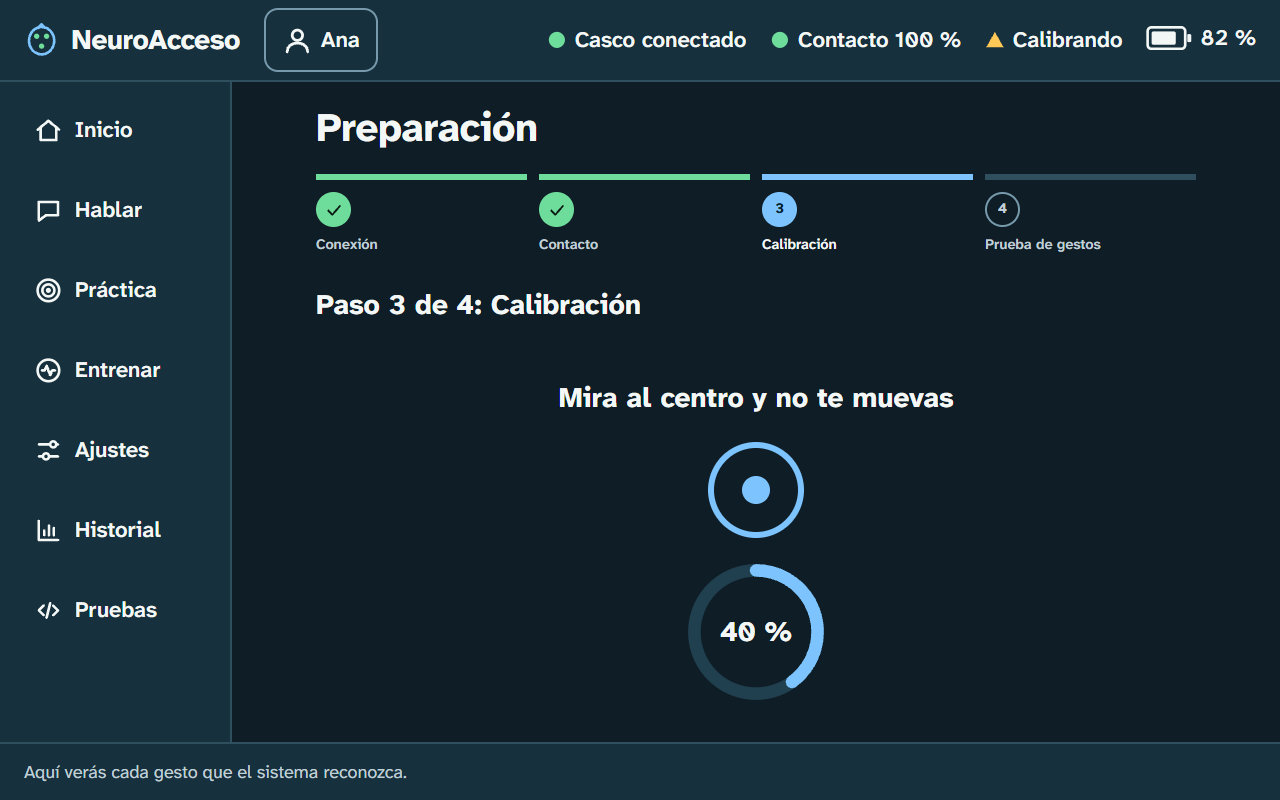 NeuroAcceso
Ana
Casco conectado
Contacto 100 %
Calibrando
82 %
Inicio
Hablar
Práctica
Entrenar
Ajustes
Historial
Pruebas
Preparación
Conexión
Contacto
3
Calibración
4
Prueba de gestos
Paso 3 de 4: Calibración
Mira al centro y no te muevas
40 %
Aquí verás cada gesto que el sistema reconozca.